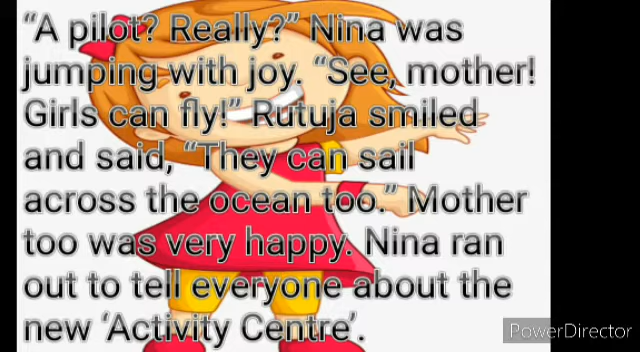 “A pilot? Really?” Nina was
jumping with joy. “See, mother!
Girls can fly!” Rutuja smiled
and said, “They can sail
across the ocean too.” Mother
too was very happy. Nina ran
out to tell everyone about the
new ‘Activity Centre’.
PowerDirector